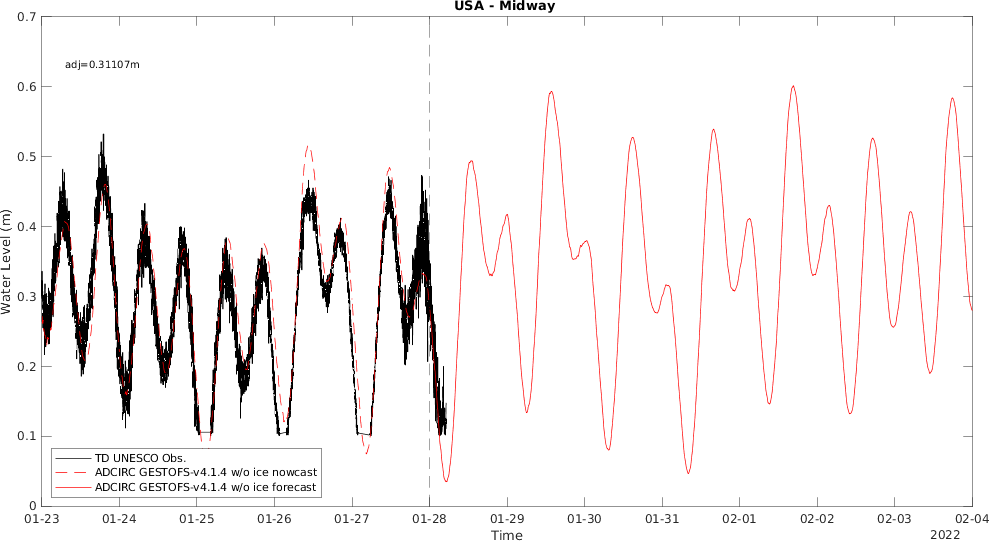 USA - Midway
adj=0.31107m
0.7
0.6
0.5
0.4
0.3
0.2
0.1
0
Water Level (m)
TD UNESCO Obs.
ADCIRC GESTOFS-v4.1.4 w/o ice nowcast
ADCIRC GESTOFS-v4.1.4 w/o ice forecast
01-23 01-24 01-25 01-26 01-27 01-28 01-29 01-30 01-31 02-01 02-02 02-03 02-04
Time
2022